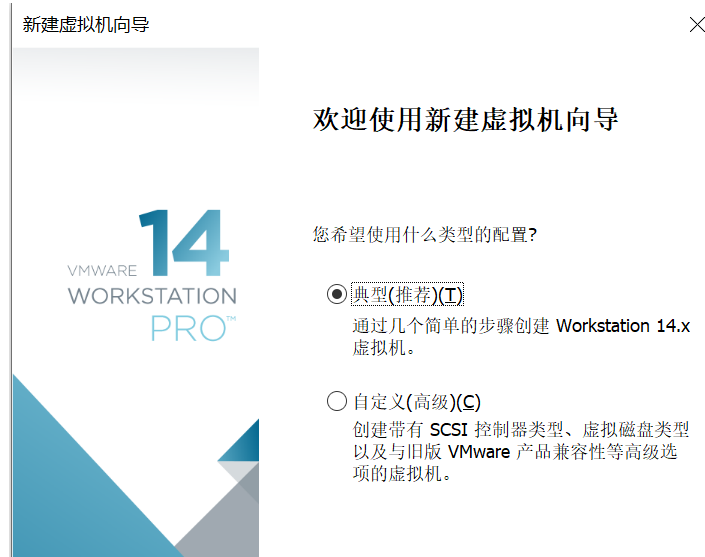 新建虚拟机向导
14
VMWARE
WORKSTATION
PRO™
欢迎使用新建虚拟机向导
您希望使用什么类型的配置?
典型(推荐)(T)
通过几个简单的步骤创建 Workstation 14.x
虚拟机。
自定义(高级)(C)
创建带有 SCSI 控制器类型、虚拟磁盘类型
以及与旧版 VMware 产品兼容性等高级选
项的虚拟机。